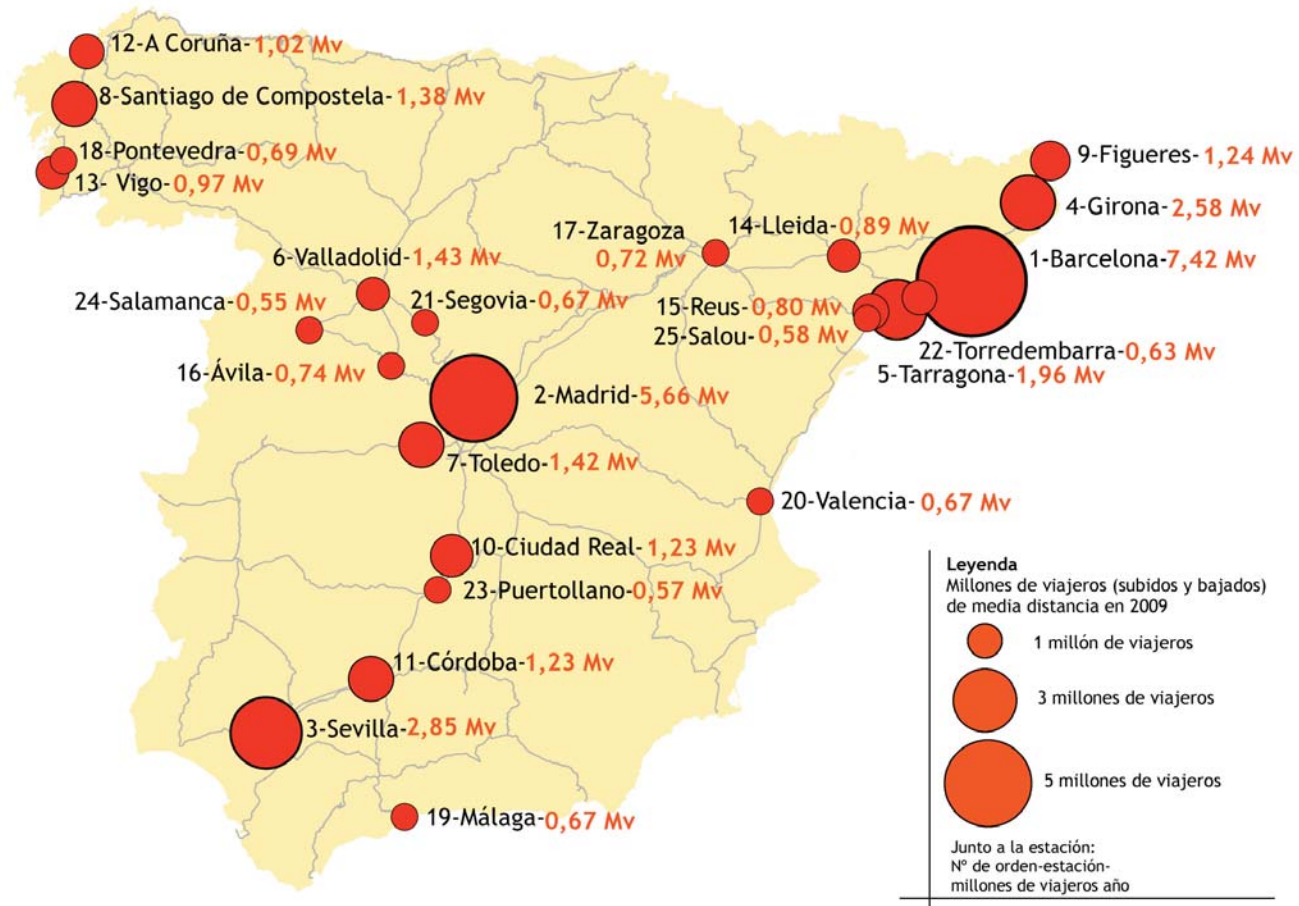 12-A Coruña-1,02 Mv
8-Santiago de Compostela-1,38 Mv
18-Pontevedra-0,69 Mv
13- Vigo-0,97 Mv
9-Figueres-1,24 Mv
4-Girona-2,58 Mv
17-Zaragoza
0,72 Mv
14-Lleida-0,89 Mv
6-Valladolid-1,43 Mv
1-Barcelona-7,42 Mv
24-Salamanca-0,55 Mv
21-Segovia-0,67 Mv
15-Reus-0,80 Mv
25-Salou-0,58 Mv
22-Torredembarra-0,63 Mv
5-Tarragona-1,96 Mv
16-Ávila-0,74 Mv
2-Madrid-5,66 Mv
7-Toledo-1,42 Mv
20-Valencia-0,67 Mv
10-Ciudad Real-1,23 Mv
23-Puertollano-0,57 Mv
11-Córdoba-1,23 Mv
3-Sevilla-2,85 Mv
19-Málaga-0,67 Mv
Leyenda
Millones de viajeros (subidos y bajados)
de media distancia en 2009
1 millón de viajeros
3 millones de viajeros
5 millones de viajeros
Junto a la estación:
Nº de orden-estación-
millones de viajeros año